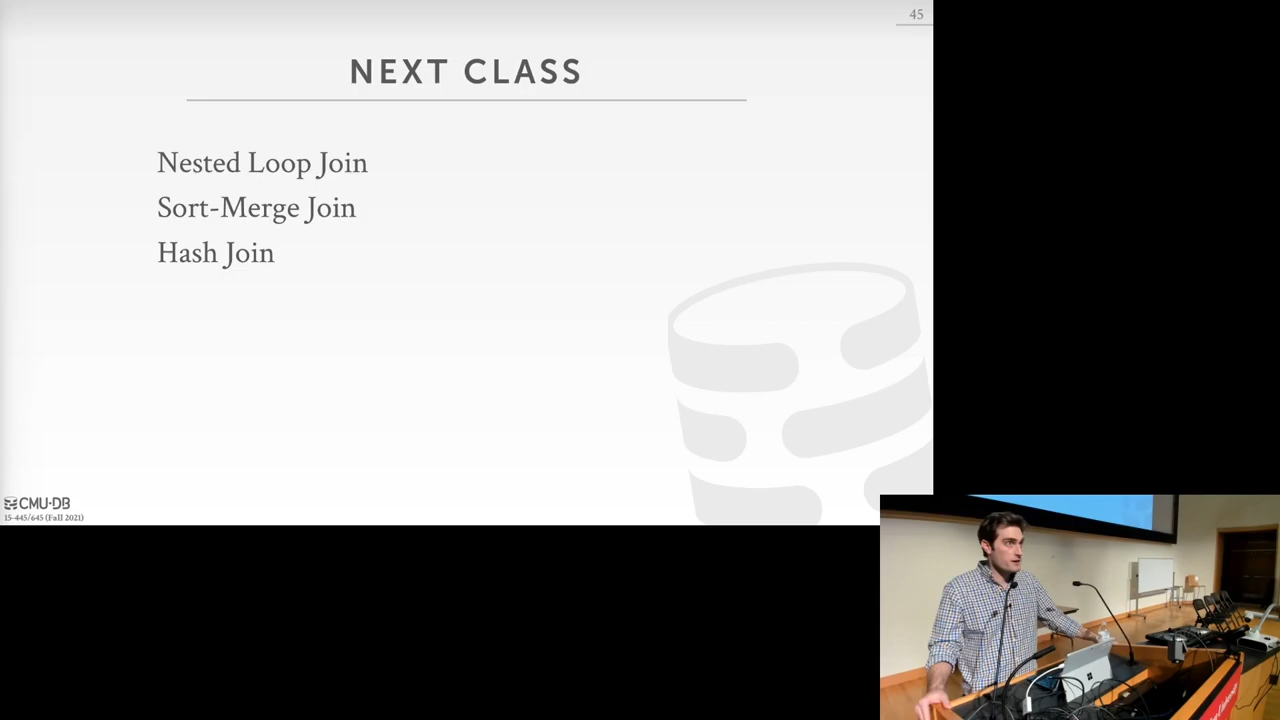 45
NEXT CLASS
Nested Loop Join
Sort-Merge Join
Hash Join
CMU·DB
15-445/645 (Fall 2021)